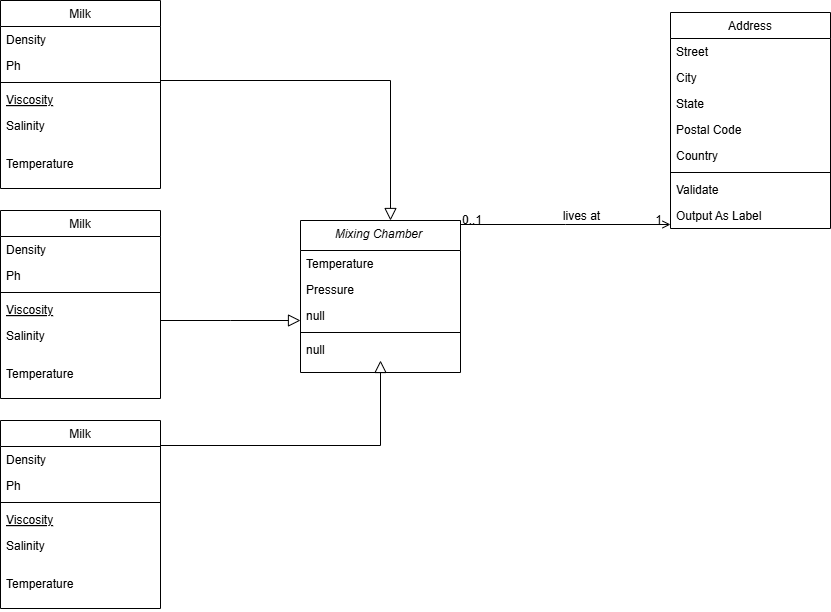 Milk
Density
Ph
Viscosity
Salinity
Temperature
Milk
Density
Ph
Viscosity
Salinity
Temperature
Milk
Density
Ph
Viscosity
Salinity
Temperature
Mixing Chamber
Temperature
Pressure
null
null
0..1
lives at
1
Address
Street
City
State
Postal Code
Country
Validate
Output As Label